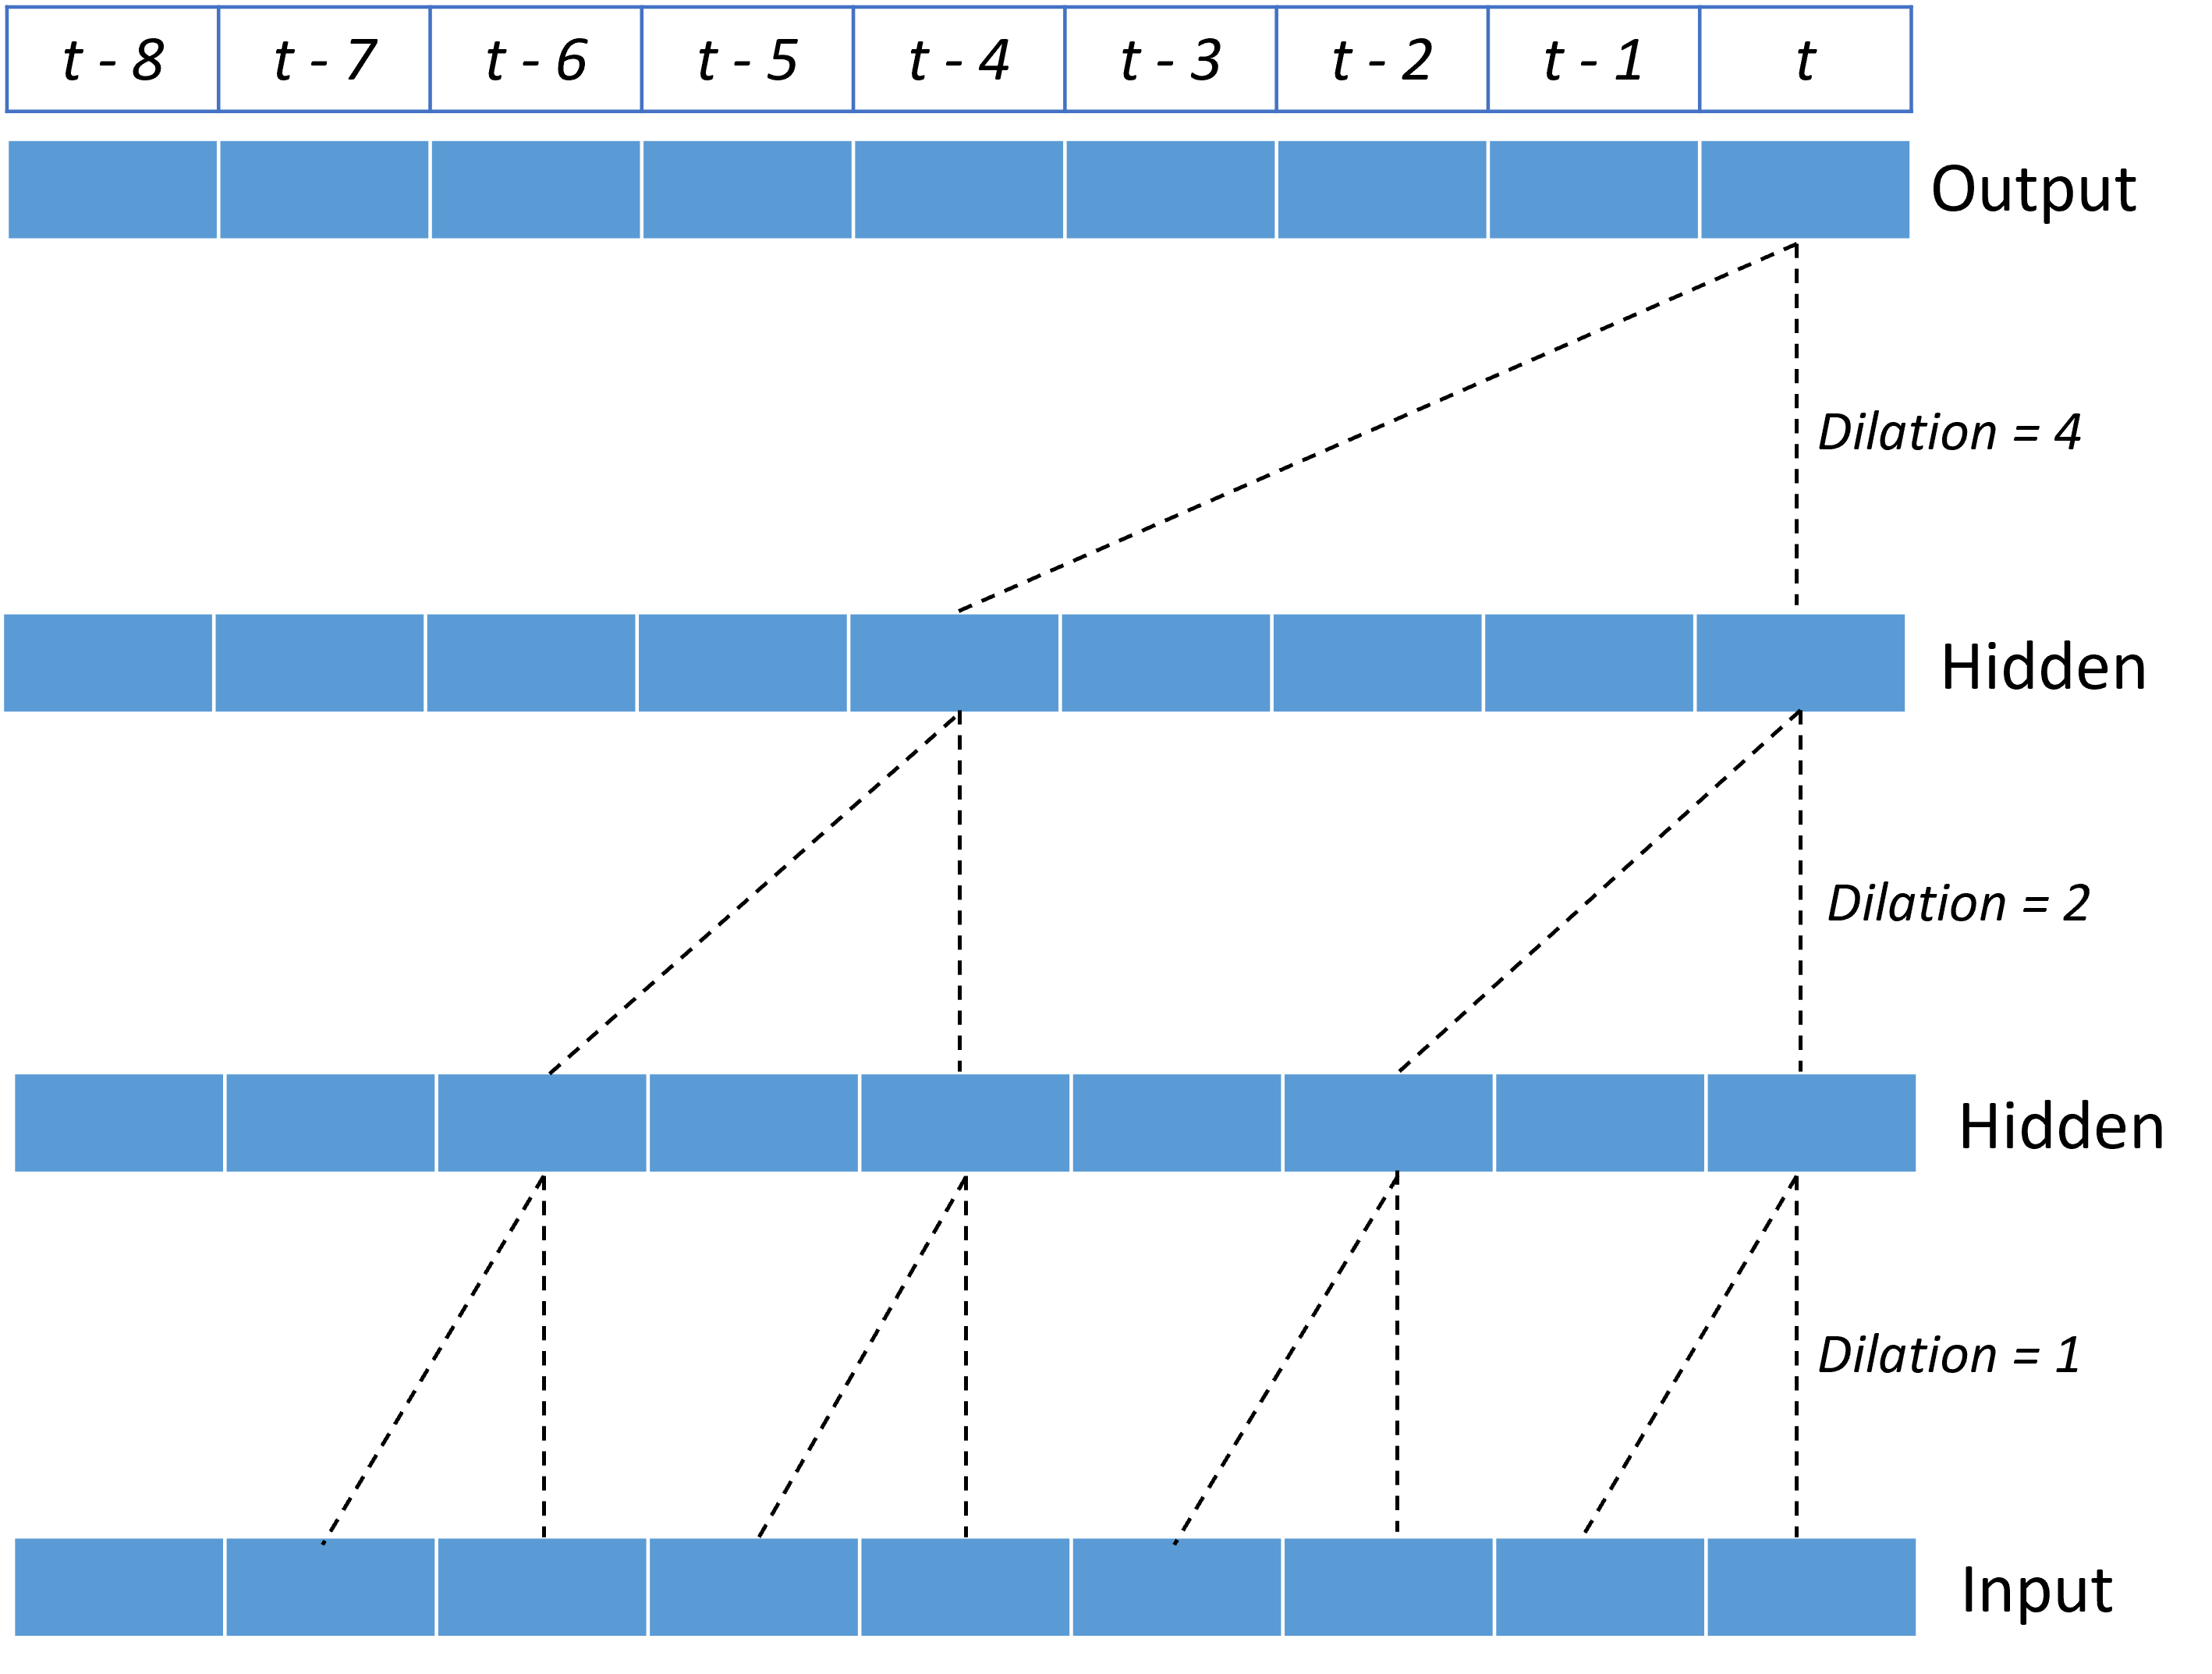 t - 8 t - 7 t - 6 t - 5 t - 4 t - 3 t - 2 t - 1 t
Output
Dilation = 4
Hidden
Dilation = 2
Hidden
Dilation = 1
Input